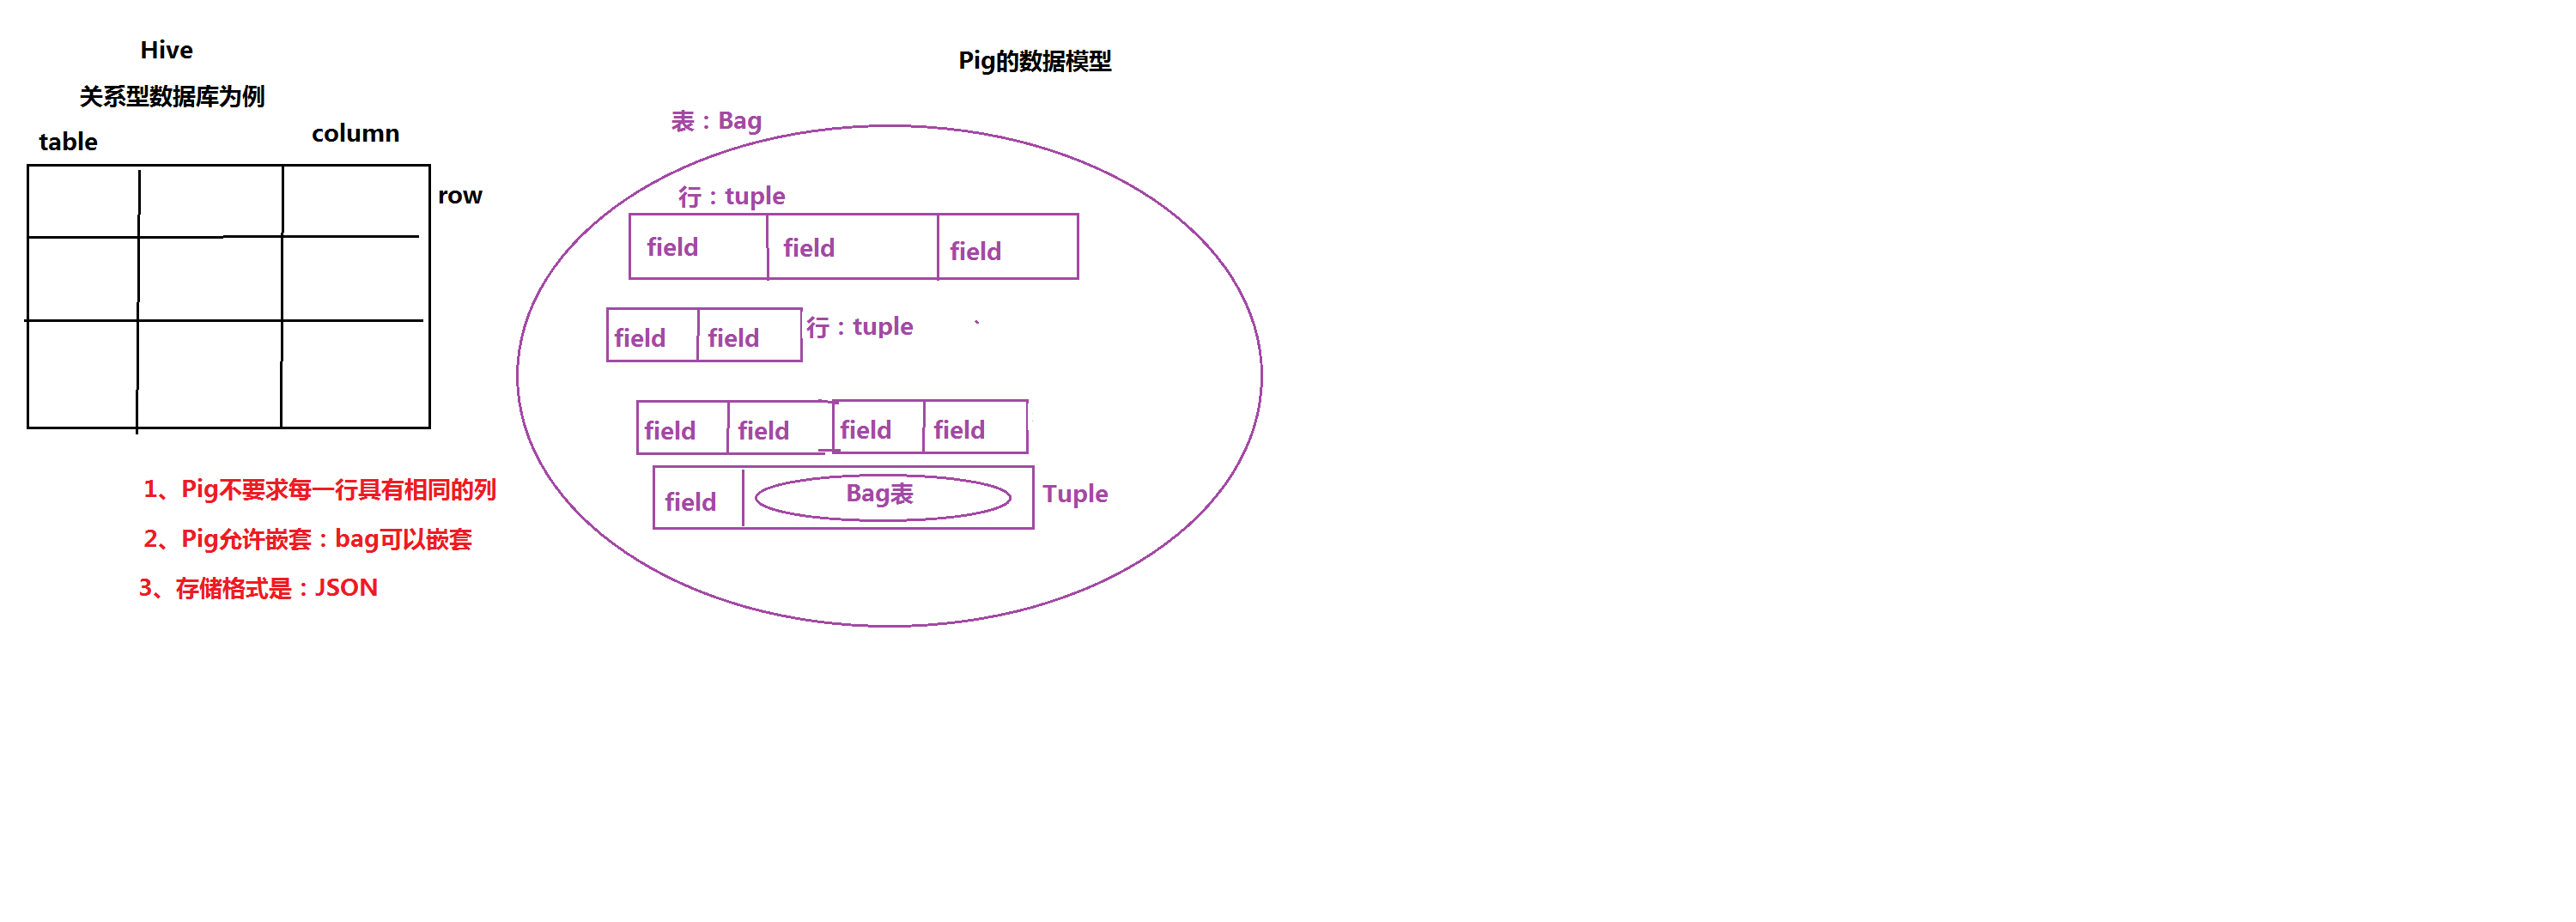 Hive
关系型数据库为例
table
column
row
1、Pig不要求每一行具有相同的列
2、Pig允许嵌套：bag可以嵌套
3、存储格式是：JSON
Pig的数据模型
表：Bag
行：tuple
field field field
field field 行：tuple
field field field field
field Bag表 Tuple